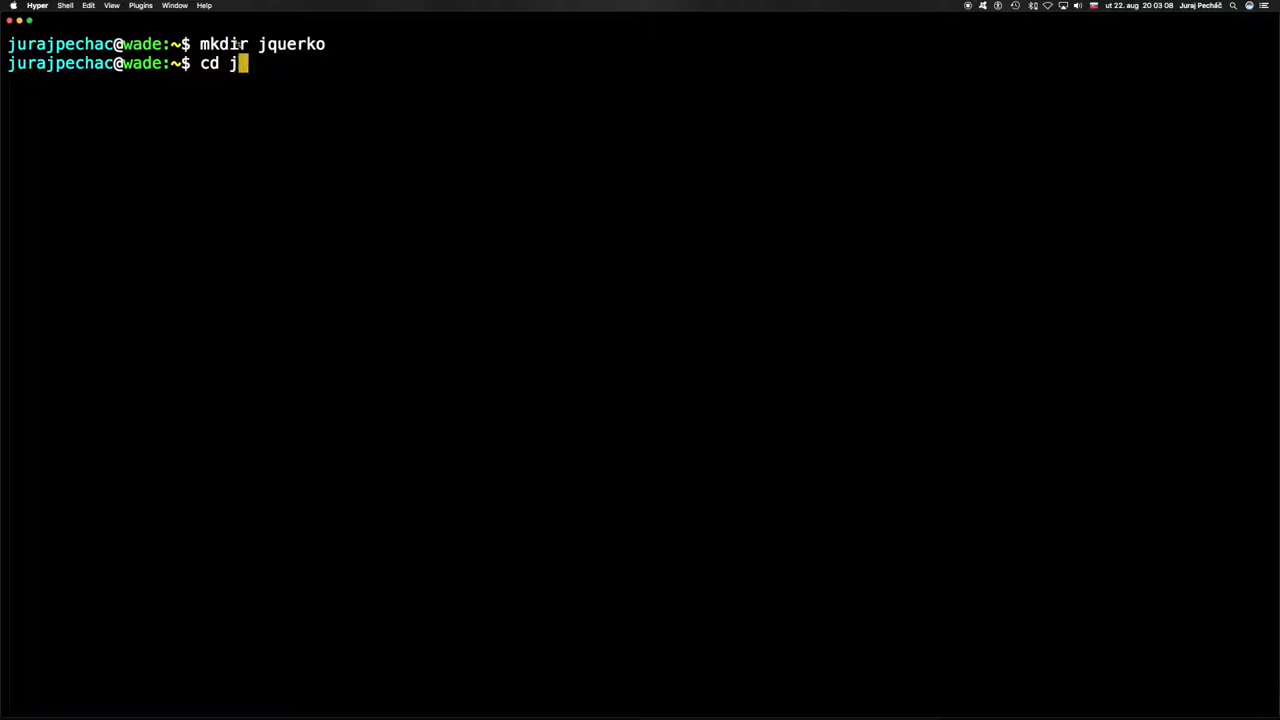 Hyper Shell Edit View Plugins Window Help ut 22. aug 20 03 08 Juraj Pecháč
jurajpechac@wade:~$ mkdir jquerko
jurajpechac@wade:~$ cd j